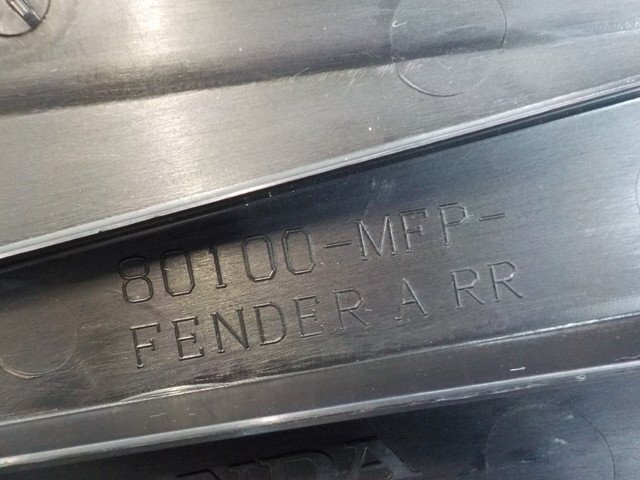 80100-MFP-
FENDER A RR